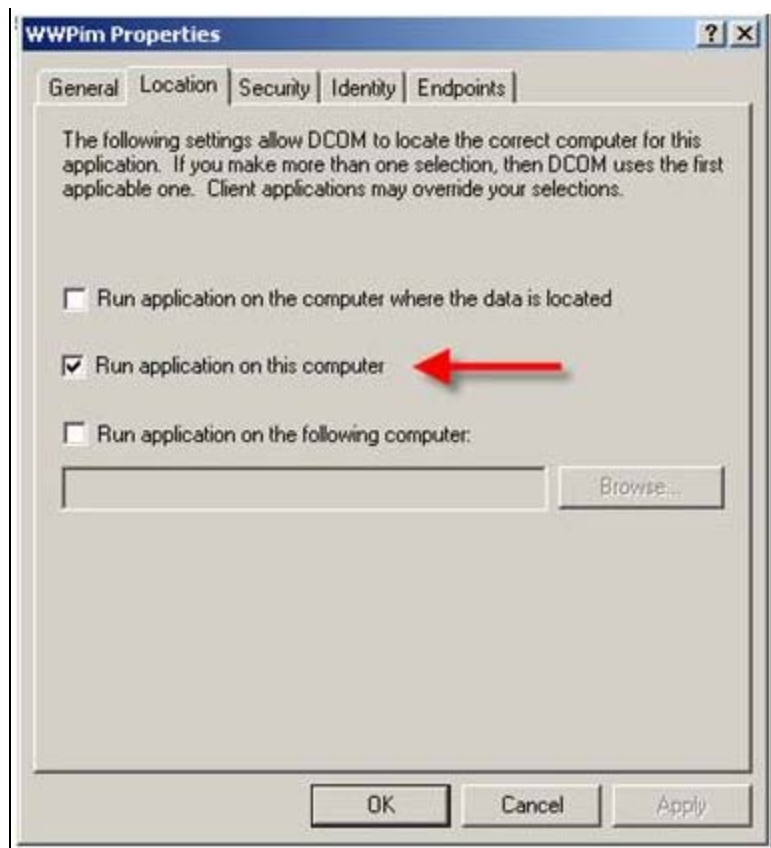 WWPim Properties
General Location Security Identity Endpoints
The following settings allow DCOM to locate the correct computer for this
application. If you make more than one selection, then DCOM uses the first
applicable one. Client applications may override your selections.
Run application on the computer where the data is located
Run application on this computer
Run application on the following computer:
Browse...
OK Cancel Apply